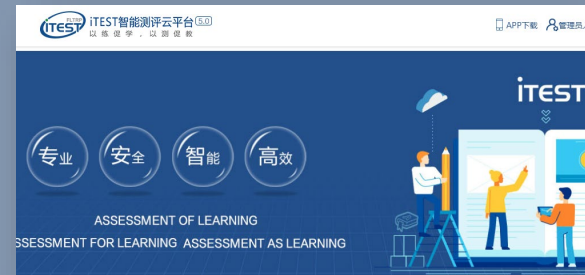 FLTRP
iTEST
iTEST智能测评云平台 5.0
以练促学,以测促教
APP下载 管理员
iTEST
专业 安全 智能 高效
ASSESSMENT OF LEARNING
SSESSMENT FOR LEARNING ASSESSMENT AS LEARNING